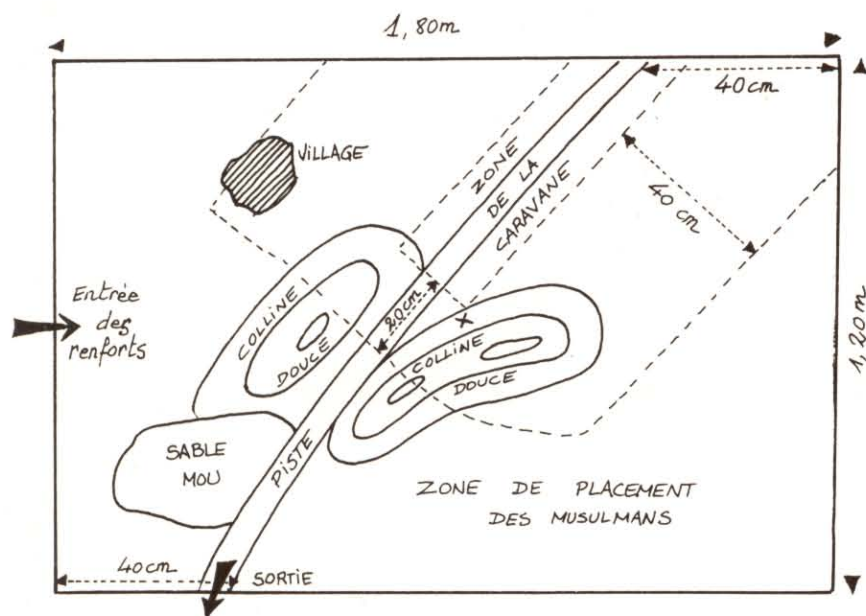 1,80m
40cm
VILLAGE
ZONE
DE LA
CARAVANE
40 cm
1,20m
Entrée
des
renforts
20cm
COLLINE
DOUCE
COLLINE
DOUCE
SABLE
MOU
PISTE
ZONE DE PLACEMENT
DES MUSULMANS
40cm
SORTIE